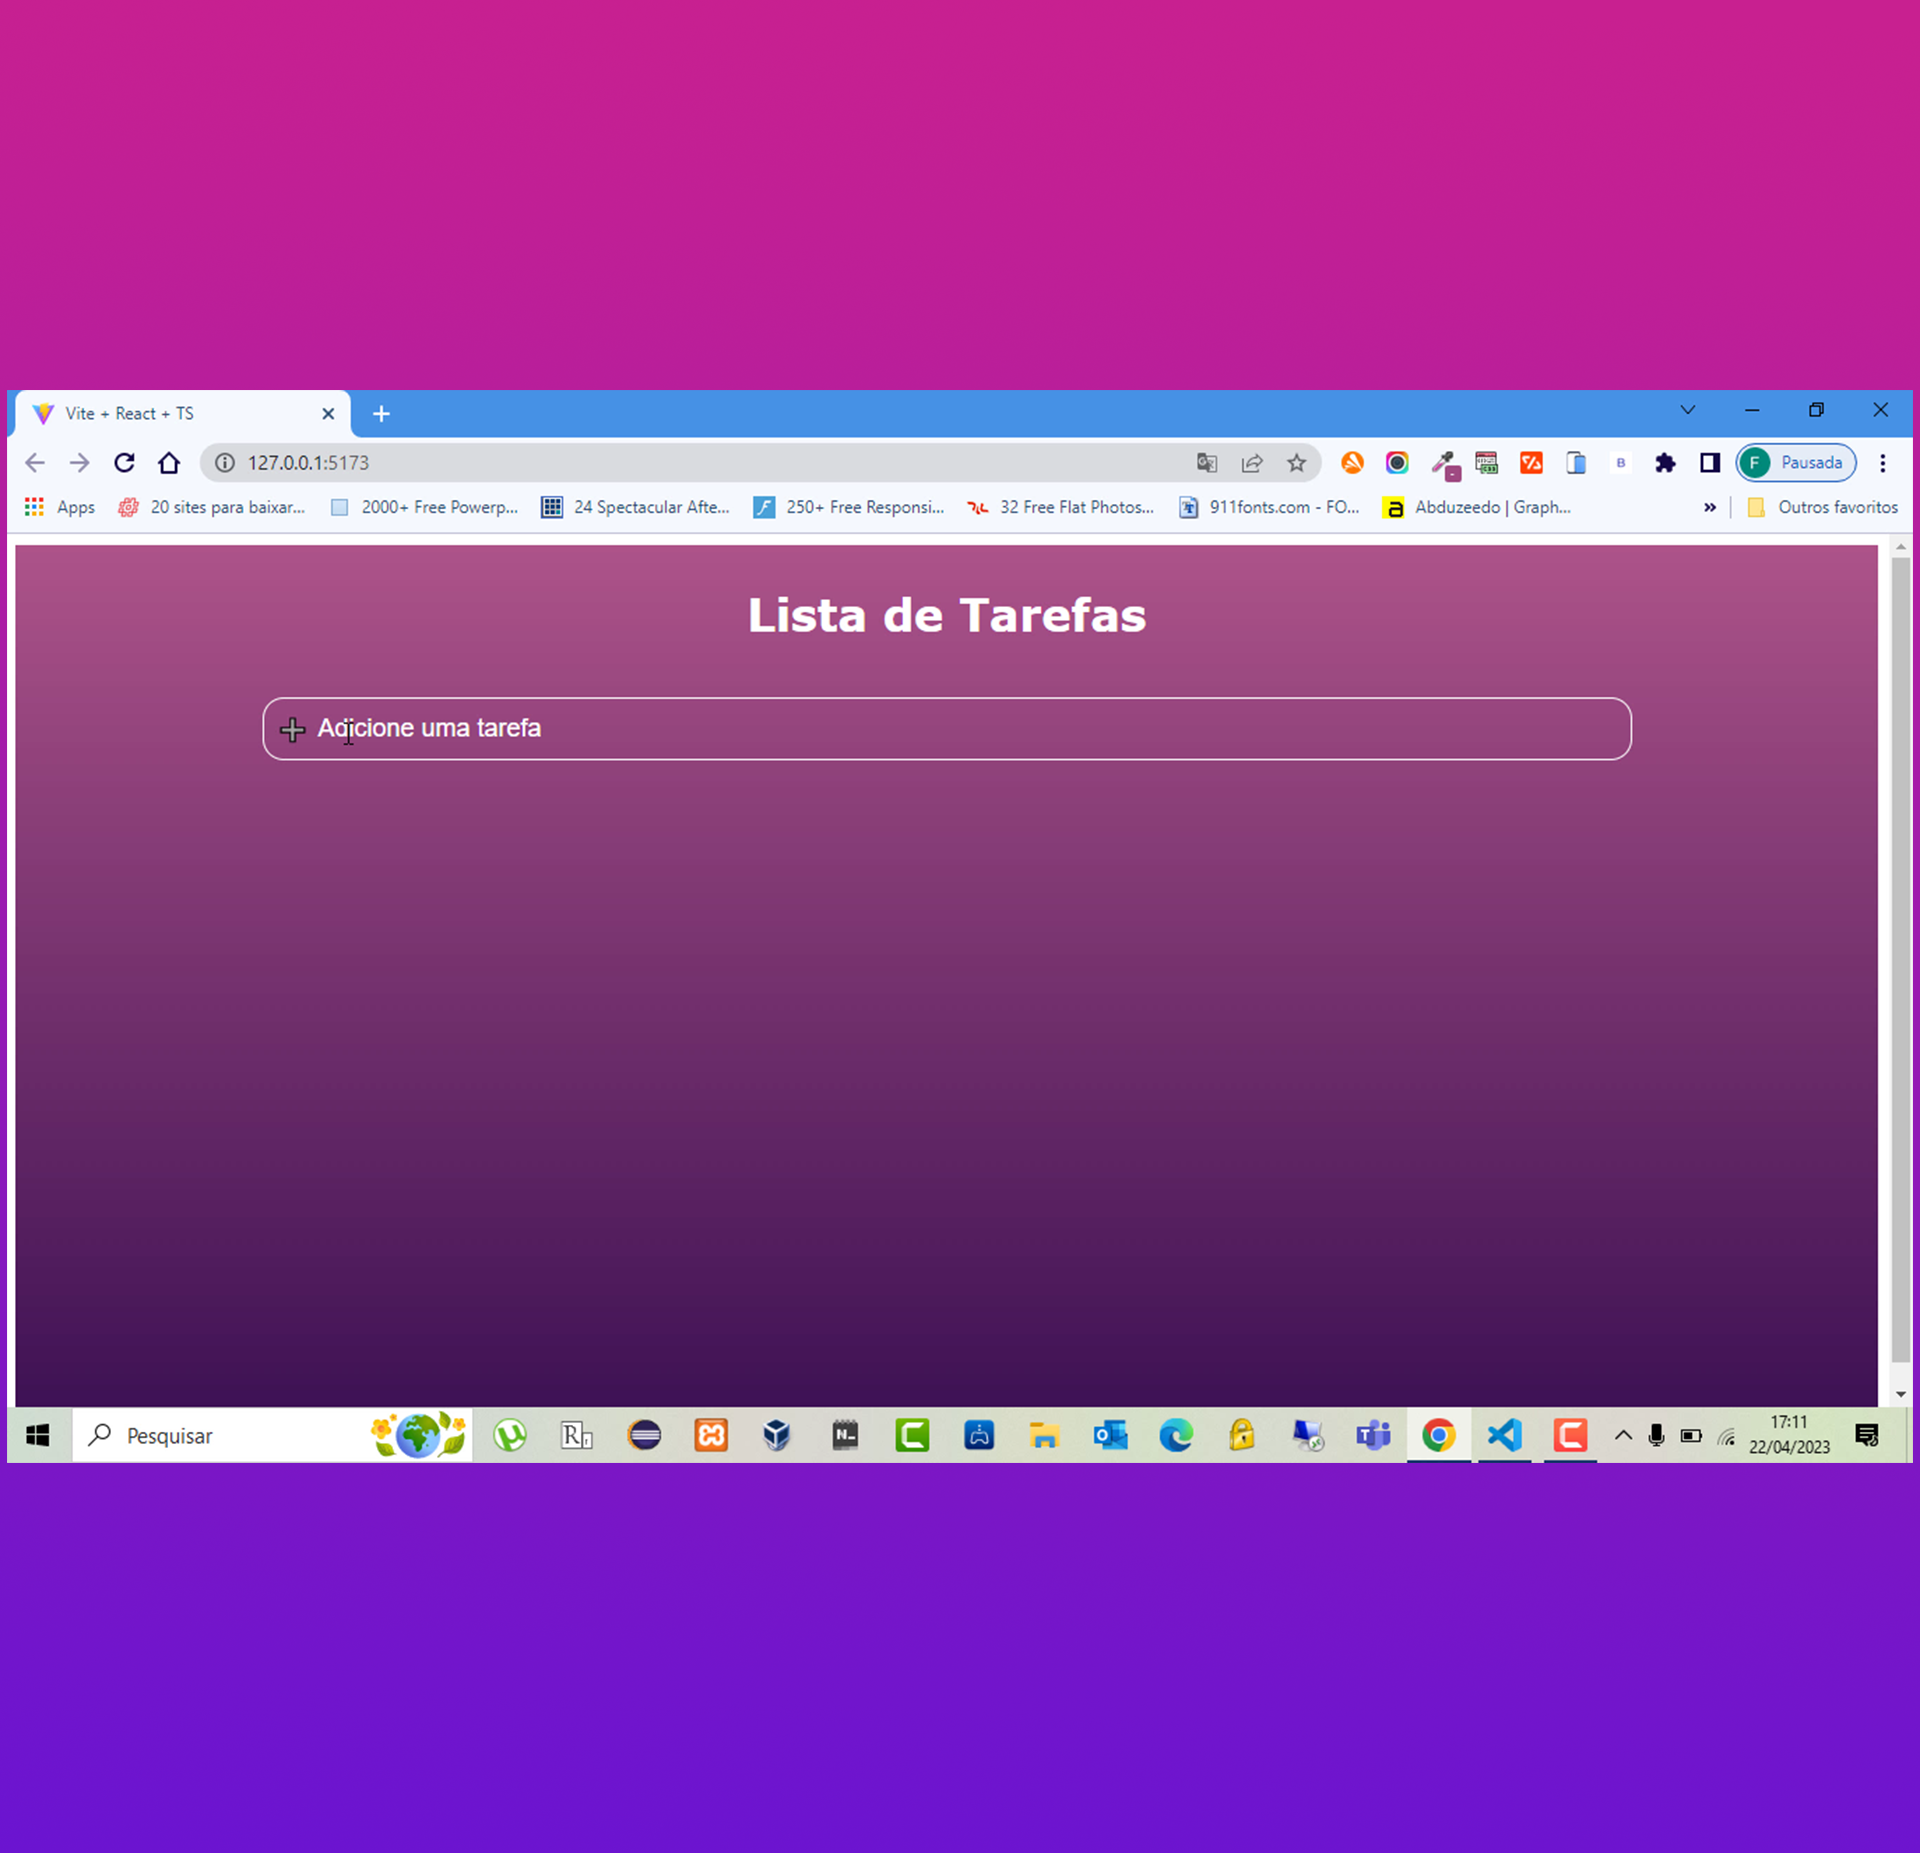 Vite + React + TS
127.0.0.1:5173
Pausada
Apps
20 sites para baixar...
2000+ Free Powerp...
24 Spectacular Afte...
250+ Free Responsi...
32 Free Flat Photos...
911fonts.com - FO...
Abduzeedo | Graph...
»
Outros favoritos
Lista de Tarefas
Adicione uma tarefa
Pesquisar
17:11
22/04/2023